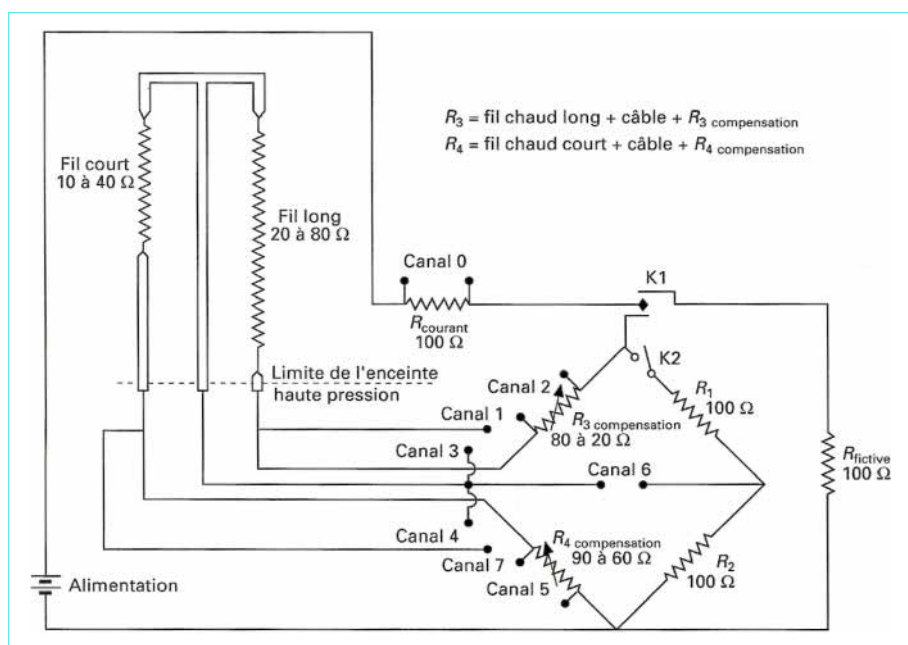 R3 = fil chaud long + câble + R3 compensation
R4 = fil chaud court + câble + R4 compensation
Fil court
10 à 40 Ω
Fil long
20 à 80 Ω
Canal 0
K1
Rcourant
100 Ω
K2
Limite de l'enceinte
haute pression
Canal 2
R1
100 Ω
Canal 1
R3 compensation
80 à 20 Ω
Canal 3
Canal 6
Rfictive
100 Ω
Canal 4
R4 compensation
90 à 60 Ω
Canal 7
R2
100 Ω
Canal 5
Alimentation